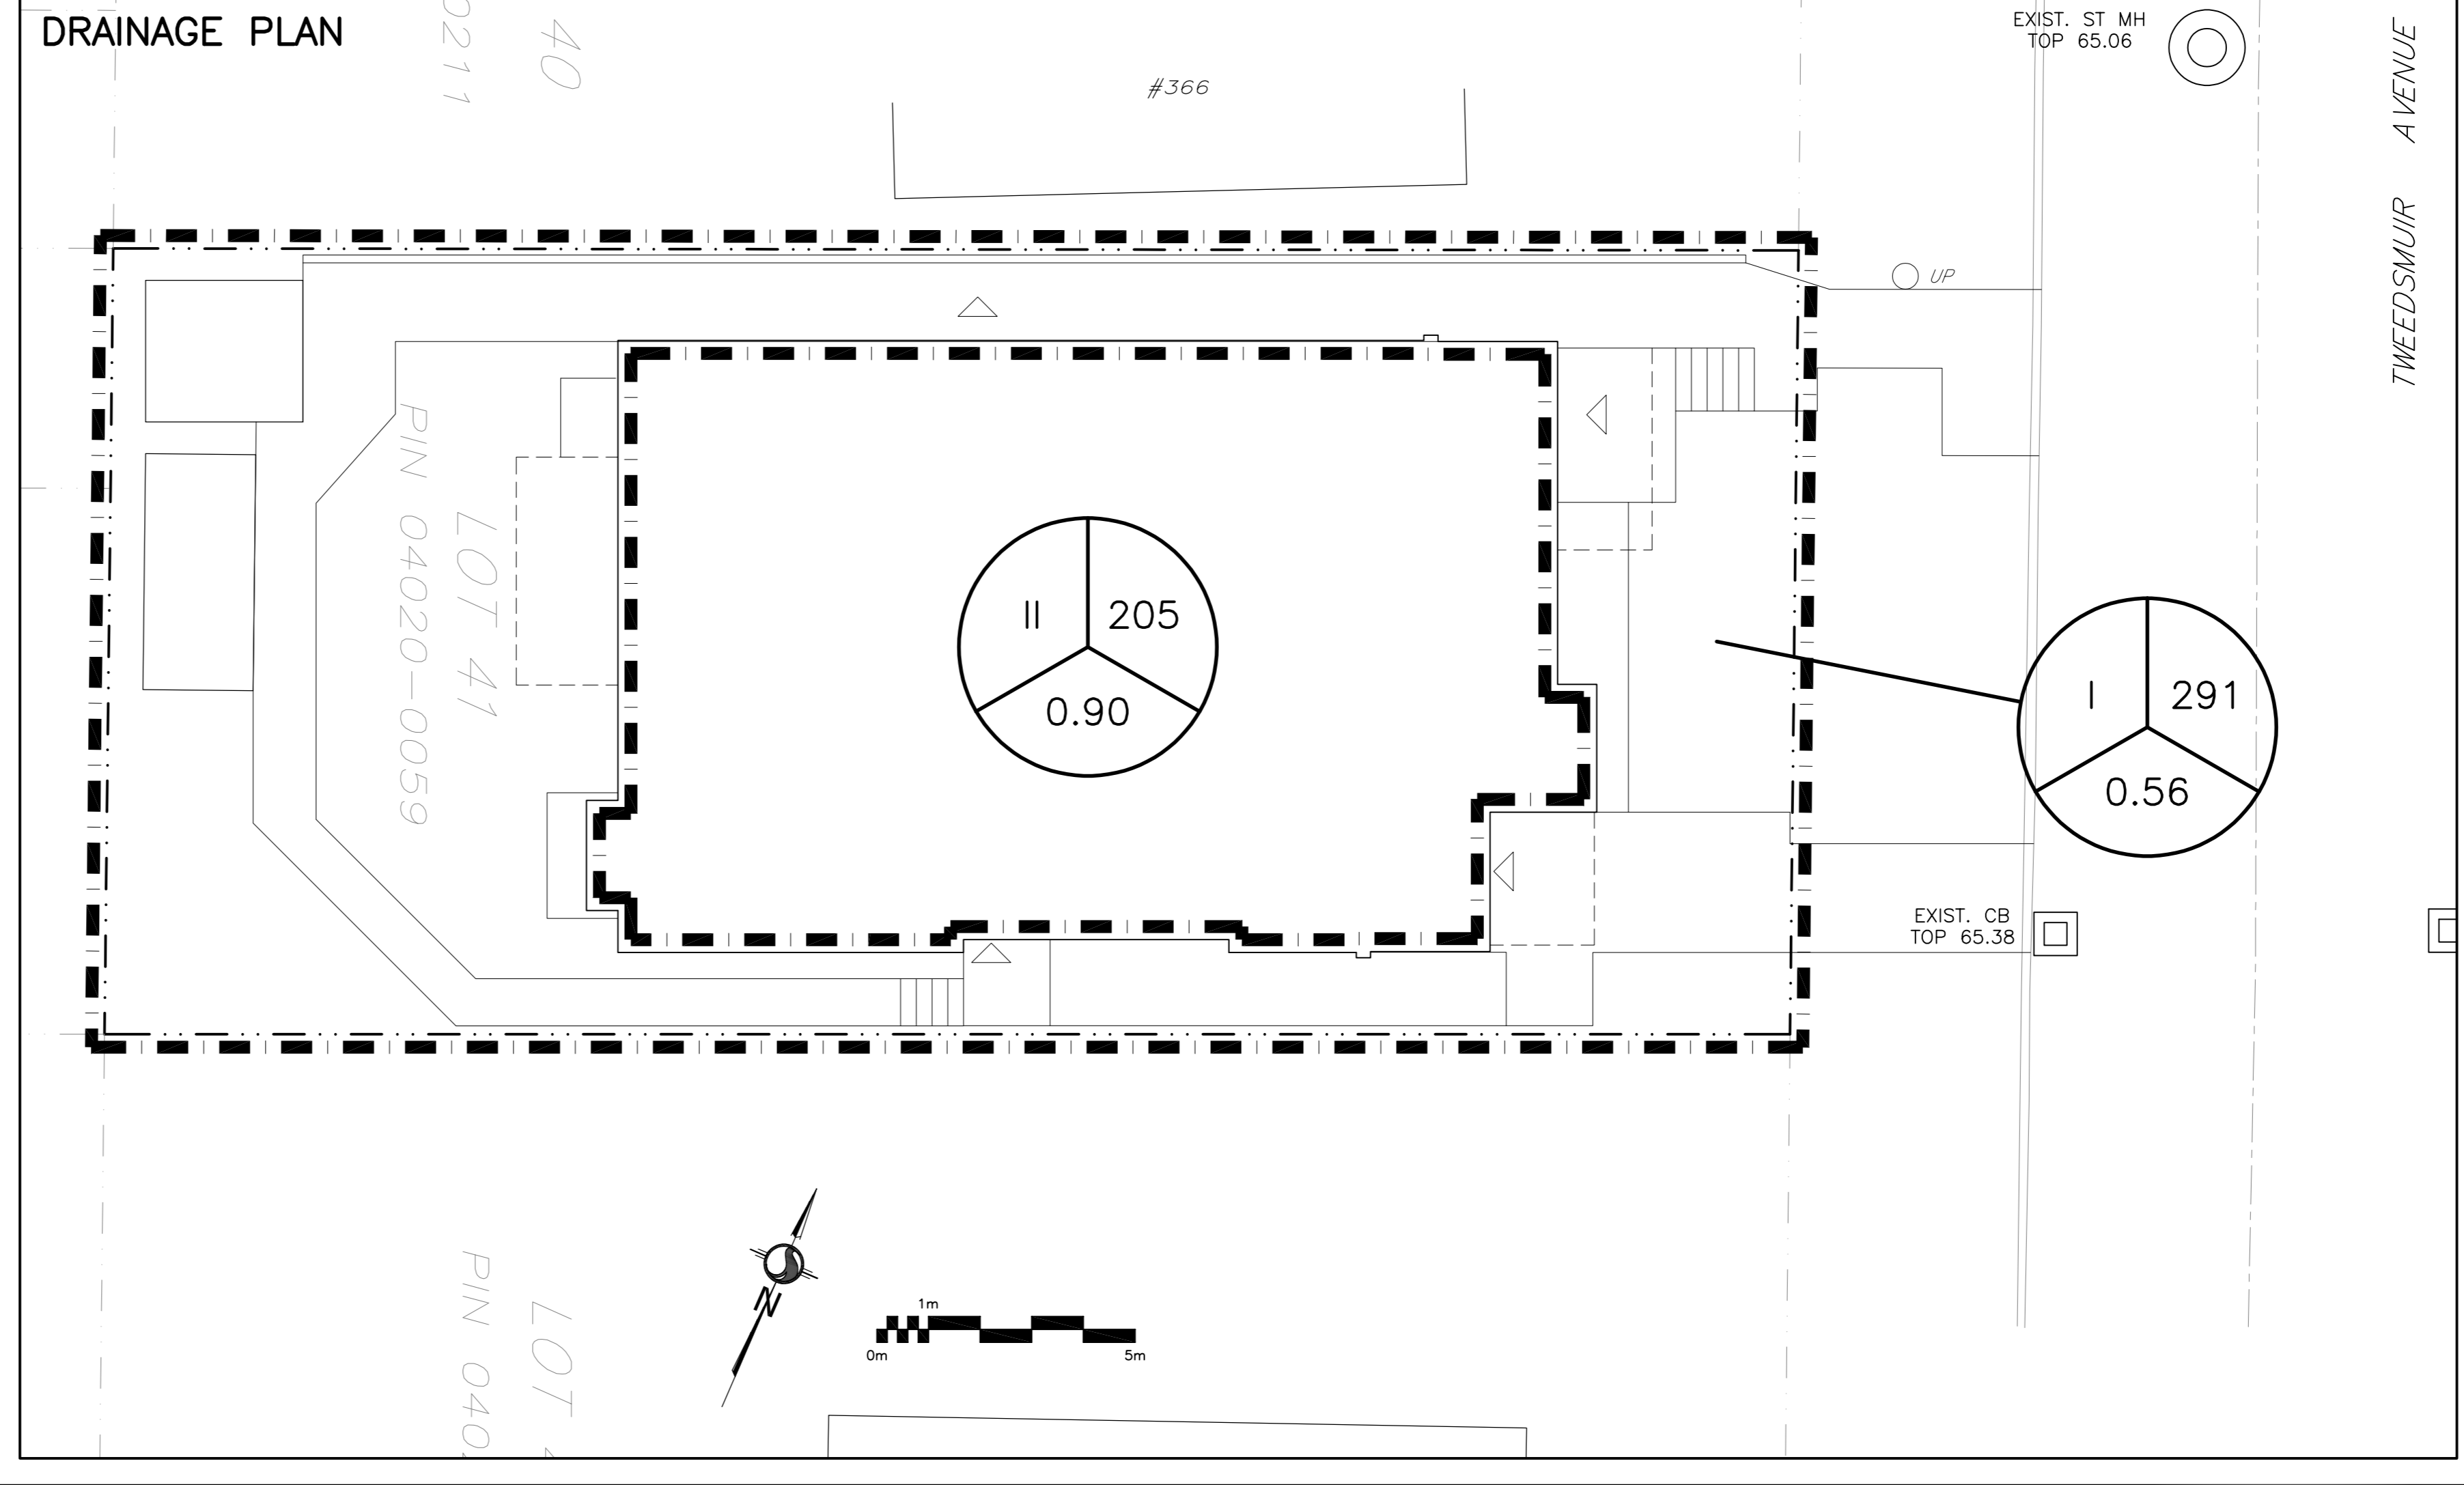 DRAINAGE PLAN
0211
40
#366
EXIST. ST MH
TOP 65.06
TWEEDSMUIR AVENUE
UP
PIN 04020-0059
LOT 41
II
205
0.90
I
291
0.56
EXIST. CB
TOP 65.38
N
1m
0m
5m
PIN 040
LOT